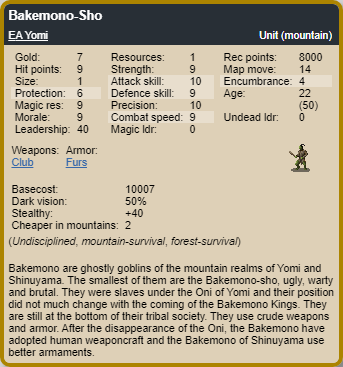 Bakemono-Sho
EA Yomi Unit (mountain)
Gold: 7 Resources: 1 Rec points: 8000
Hit points: 9 Strength: 9 Map move: 14
Size: 1 Attack skill: 10 Encumbrance: 4
Protection: 6 Defence skill: 9 Age: 22
Magic res: 9 Precision: 10 (50)
Morale: 9 Combat speed: 9 Undead ldr: 0
Leadership: 40 Magic ldr: 0
Weapons: Armor:
Club Furs
Basecost: 10007
Dark vision: 50%
Stealthy: +40
Cheaper in mountains: 2
(Undisciplined, mountain-survival, forest-survival)
Bakemono are ghostly goblins of the mountain realms of Yomi and
Shinuyama. The smallest of them are the Bakemono-sho, ugly, warty
and brutal. They were slaves under the Oni of Yomi and their position
did not much change with the coming of the Bakemono Kings. They
are still at the bottom of their tribal society. They use crude weapons
and armor. After the disappearance of the Oni, the Bakemono have
adopted human weaponcraft and the Bakemono of Shinuyama use
better armaments.